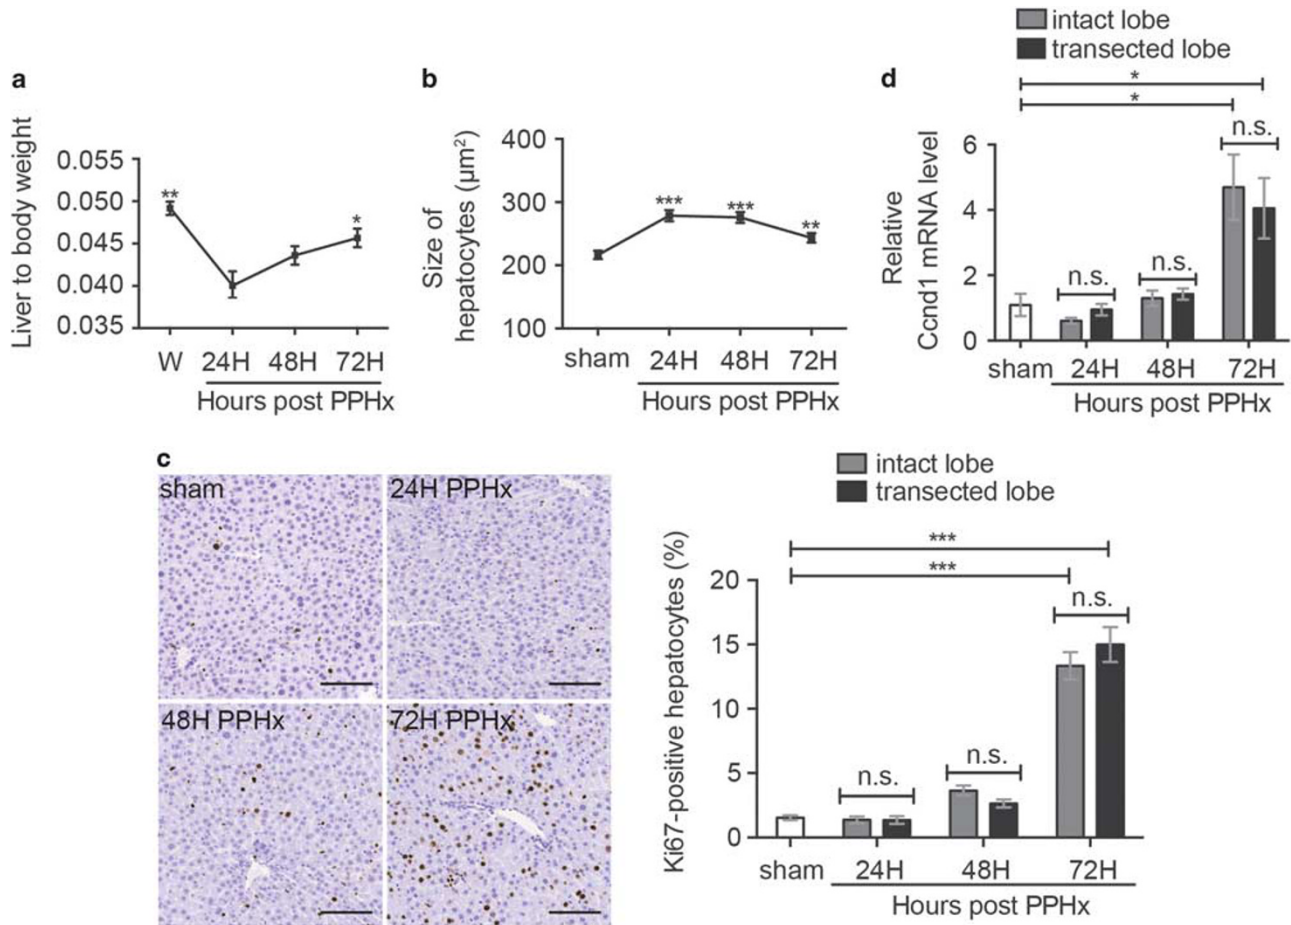 a
Liver to body weight
0.055
0.050
0.045
0.040
0.035
**
*
W 24H 48H 72H
Hours post PPHx
b
Size of
hepatocytes (µm²)
400
300
200
100
***
***
**
sham 24H 48H 72H
Hours post PPHx
d
intact lobe
transected lobe
*
*
n.s.
n.s.
n.s.
Relative
Ccnd1 mRNA level
6
4
2
0
sham 24H 48H 72H
Hours post PPHx
c
sham
24H PPHx
48H PPHx
72H PPHx
intact lobe
transected lobe
***
***
n.s.
n.s.
n.s.
Ki67-positive hepatocytes (%)
20
15
10
5
0
sham 24H 48H 72H
Hours post PPHx